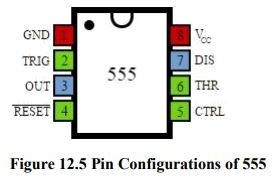 GND 1 8 Vcc
TRIG 2 7 DIS
555
OUT 3 6 THR
RESET 4 5 CTRL
Figure 12.5 Pin Configurations of 555